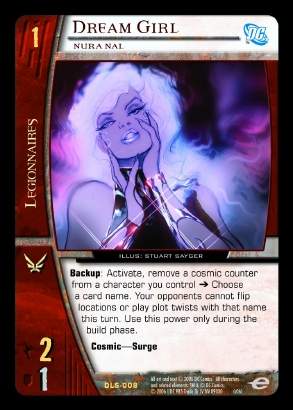 1
DREAM GIRL
NURA NAL
DC
LEGIONNAIRES
ILLUS: STUART SAYGER
Backup: Activate, remove a cosmic counter
from a character you control ➔ Choose
a card name. Your opponents cannot flip
locations or play plot twists with that name
this turn. Use this power only during the
build phase.
Cosmic—Surge
2
1
DLS-008